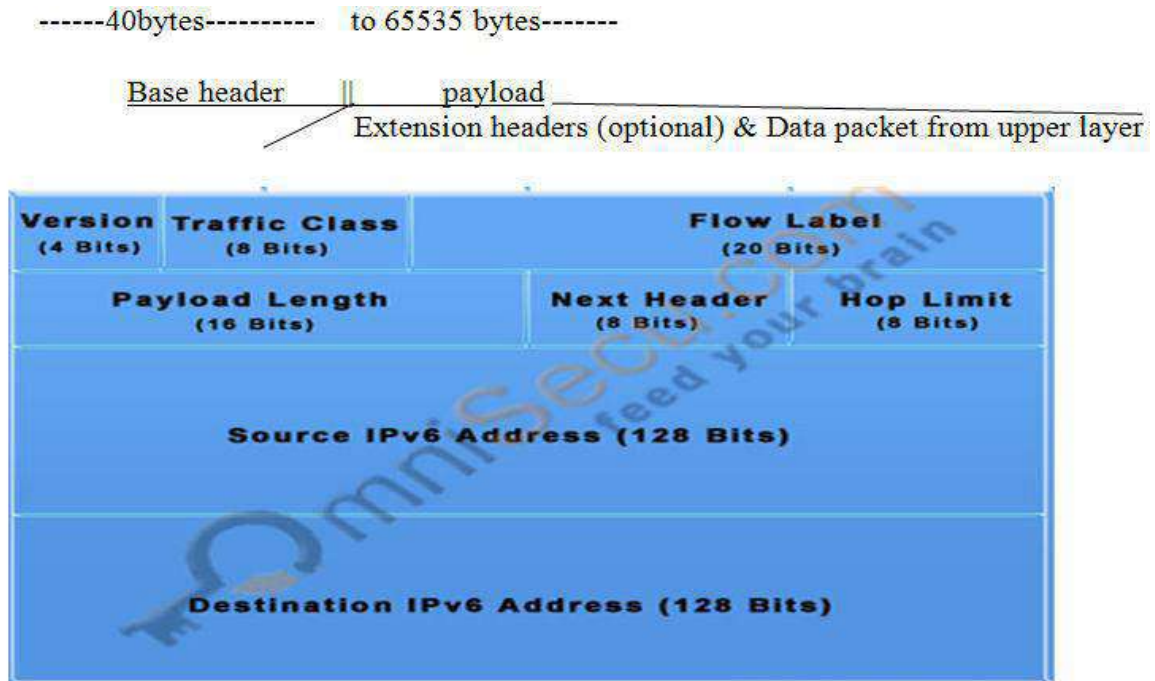 ------40bytes---------- to 65535 bytes-------
Base header || payload
Extension headers (optional) & Data packet from upper layer
Version Traffic Class Flow Label
(4 Bits) (8 Bits) (20 Bits)
Payload Length Next Header Hop Limit
(16 Bits) (8 Bits) (8 Bits)
Source IPv6 Address (128 Bits)
Destination IPv6 Address (128 Bits)
OmniSecu.com
feed your brain